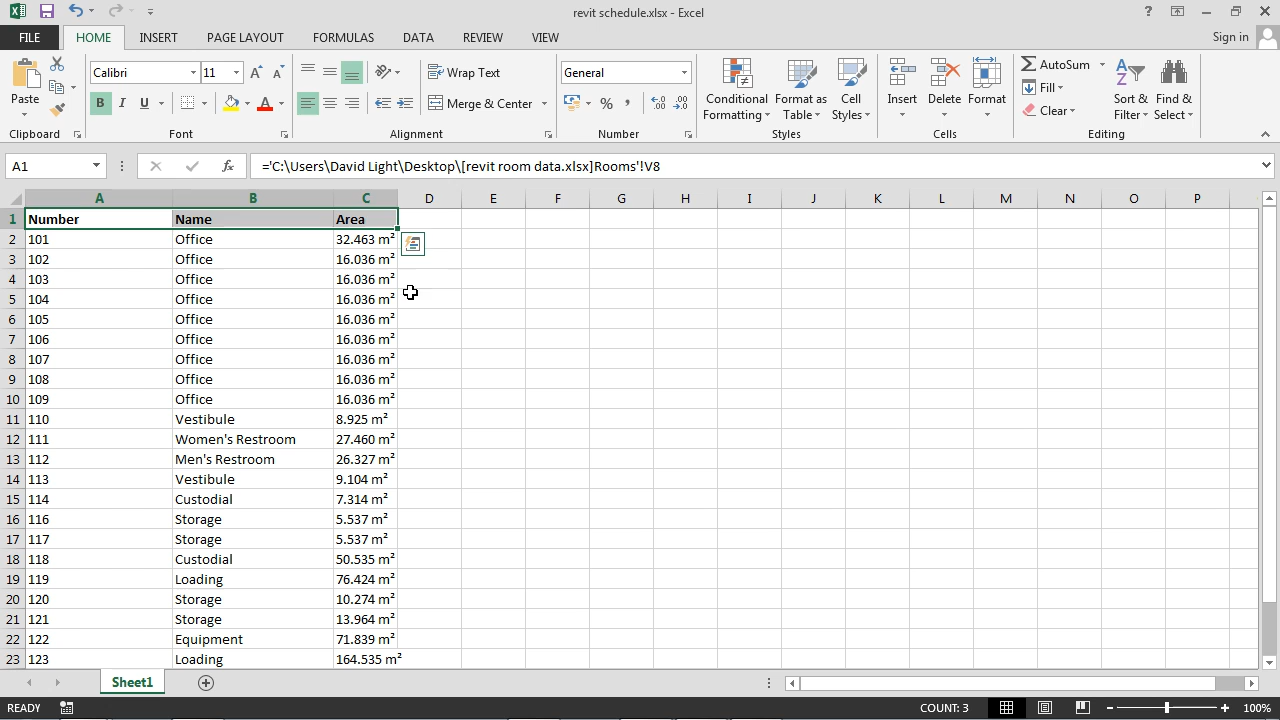 revit schedule.xlsx - Excel
FILE HOME INSERT PAGE LAYOUT FORMULAS DATA REVIEW VIEW Sign in
Paste Calibri 11 Wrap Text General Conditional Formatting Format as Table Cell Styles Insert Delete Format AutoSum Sort & Filter Find & Select
B I U A Merge & Center % , Fill
Clear
Clipboard Font Alignment Number Styles Cells Editing
A1 fx ='C:\Users\David Light\Desktop\[revit room data.xlsx]Rooms'!V8
A B C D E F G H I J K L M N O P
1 Number Name Area
2 101 Office 32.463 m²
3 102 Office 16.036 m²
4 103 Office 16.036 m²
5 104 Office 16.036 m²
6 105 Office 16.036 m²
7 106 Office 16.036 m²
8 107 Office 16.036 m²
9 108 Office 16.036 m²
10 109 Office 16.036 m²
11 110 Vestibule 8.925 m²
12 111 Women's Restroom 27.460 m²
13 112 Men's Restroom 26.327 m²
14 113 Vestibule 9.104 m²
15 114 Custodial 7.314 m²
16 116 Storage 5.537 m²
17 117 Storage 5.537 m²
18 118 Custodial 50.535 m²
19 119 Loading 76.424 m²
20 120 Storage 10.274 m²
21 121 Storage 13.964 m²
22 122 Equipment 71.839 m²
23 123 Loading 164.535 m²
Sheet1
READY COUNT: 3 100%